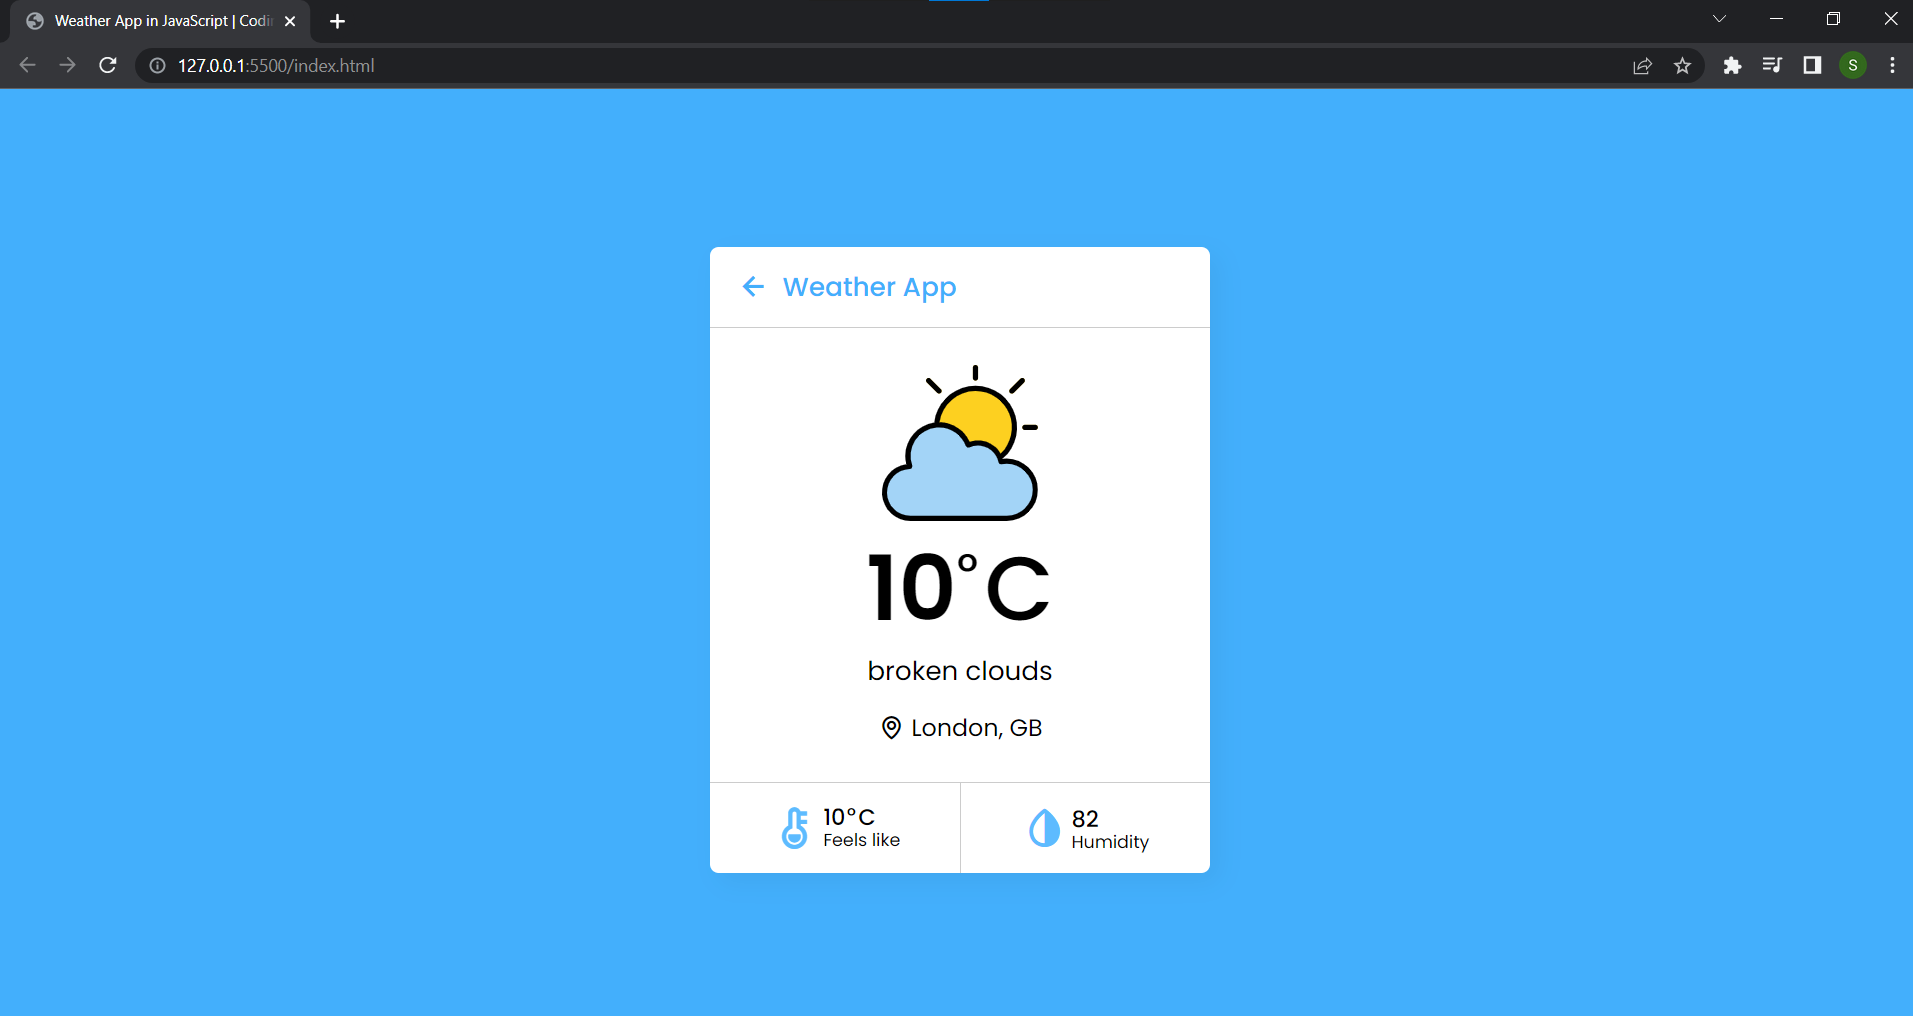 Weather App in JavaScript | Codin
127.0.0.1:5500/index.html
S
Weather App
10°C
broken clouds
London, GB
10°C
Feels like
82
Humidity